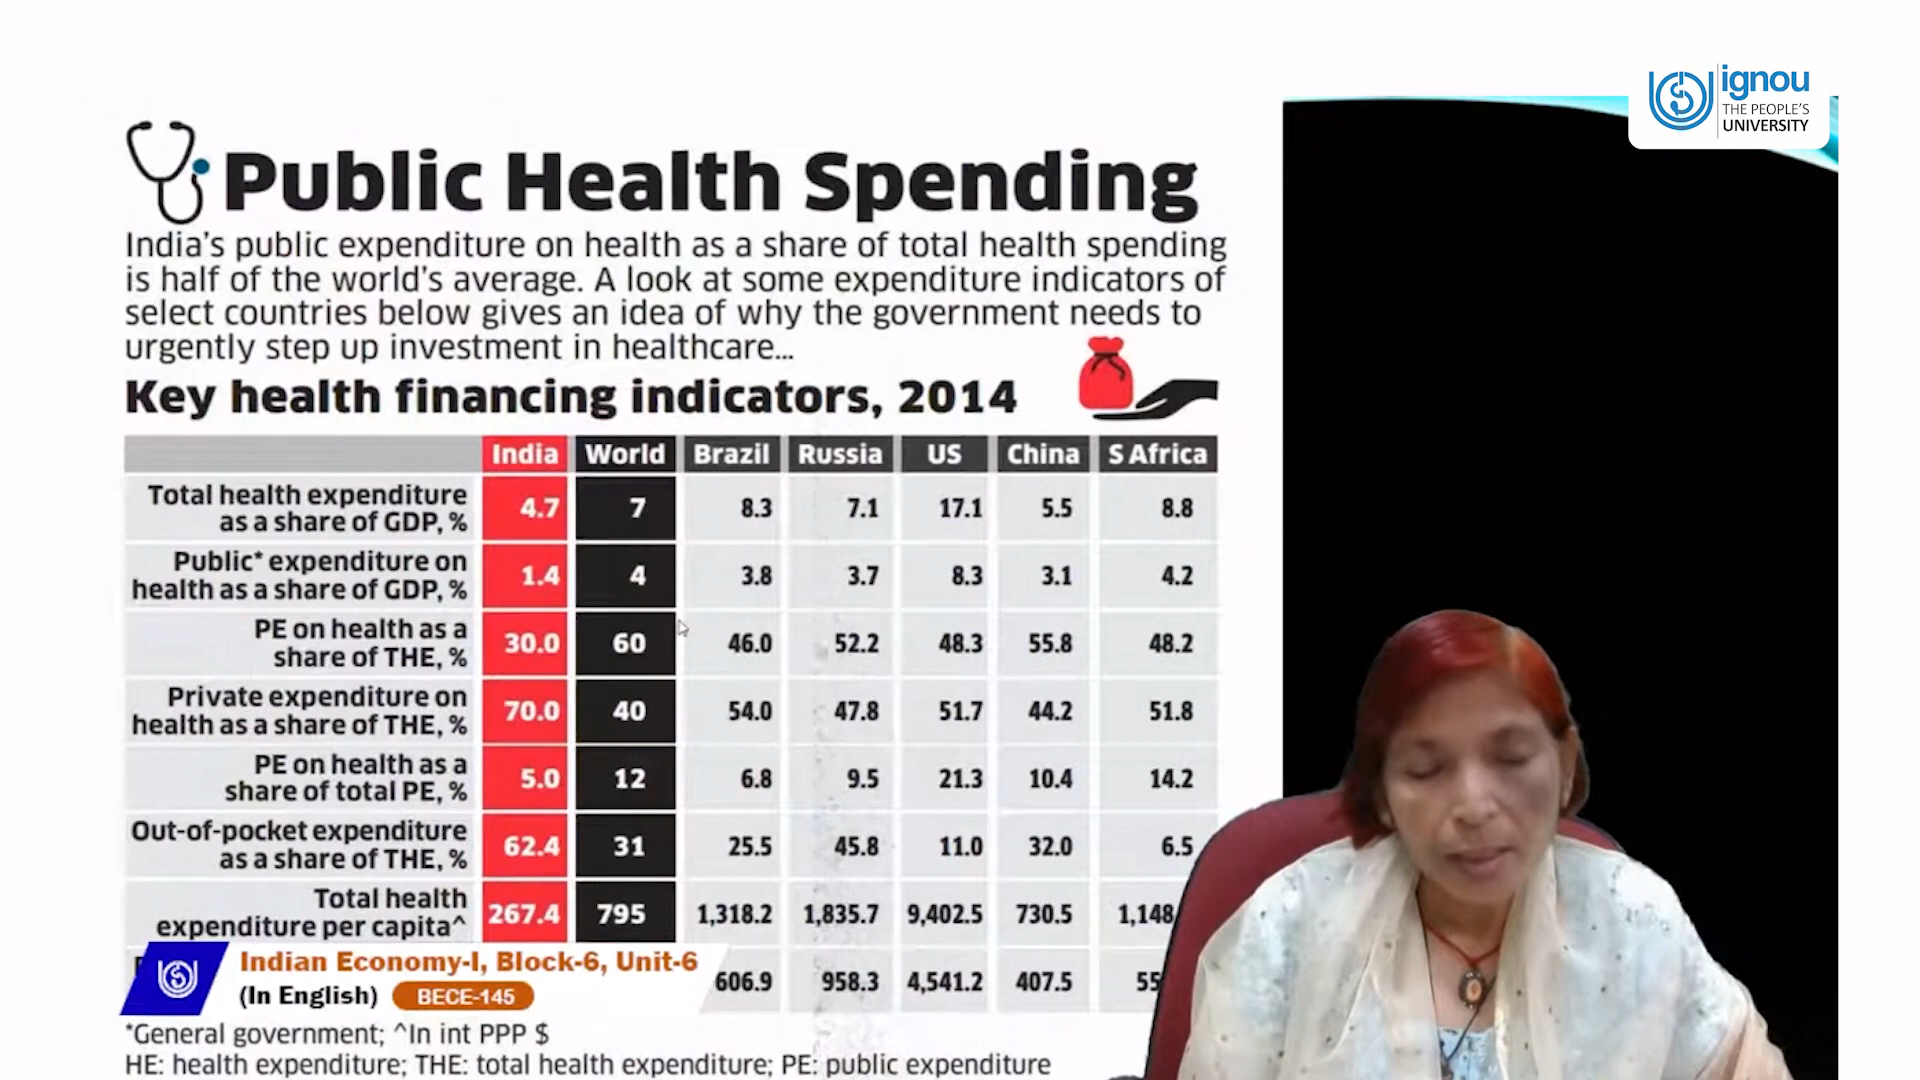 ignou
THE PEOPLE'S
UNIVERSITY
Public Health Spending
India's public expenditure on health as a share of total health spending
is half of the world's average. A look at some expenditure indicators of
select countries below gives an idea of why the government needs to
urgently step up investment in healthcare...
Key health financing indicators, 2014
India World Brazil Russia US China S Africa
Total health expenditure
as a share of GDP, % 4.7 7 8.3 7.1 17.1 5.5 8.8
Public* expenditure on
health as a share of GDP, % 1.4 4 3.8 3.7 8.3 3.1 4.2
PE on health as a
share of THE, % 30.0 60 46.0 52.2 48.3 55.8 48.2
Private expenditure on
health as a share of THE, % 70.0 40 54.0 47.8 51.7 44.2 51.8
PE on health as a
share of total PE, % 5.0 12 6.8 9.5 21.3 10.4 14.2
Out-of-pocket expenditure
as a share of THE, % 62.4 31 25.5 45.8 11.0 32.0 6.5
Total health
expenditure per capita^ 267.4 795 1,318.2 1,835.7 9,402.5 730.5 1,148
606.9 958.3 4,541.2 407.5 55
Indian Economy-I, Block-6, Unit-6
(In English) BECE-145
*General government; ^In int PPP $
HE: health expenditure; THE: total health expenditure; PE: public expenditure